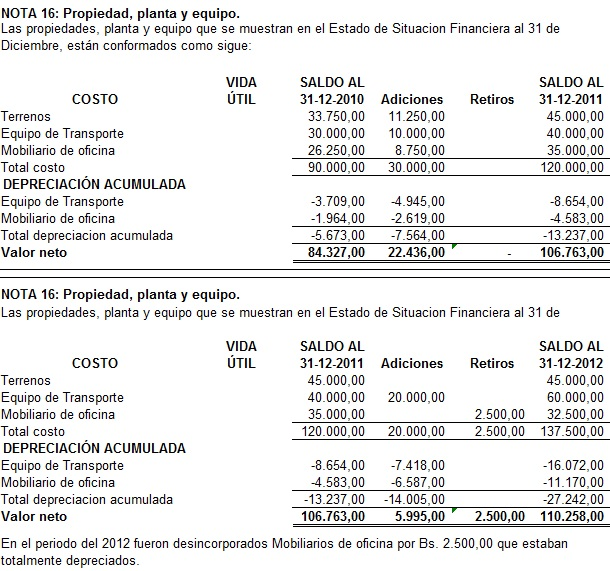 NOTA 16: Propiedad, planta y equipo.
Las propiedades, planta y equipo que se muestran en el Estado de Situacion Financiera al 31 de
Diciembre, están conformados como sigue:
VIDA SALDO AL SALDO AL
COSTO ÚTIL 31-12-2010 Adiciones Retiros 31-12-2011
Terrenos 33.750,00 11.250,00 45.000,00
Equipo de Transporte 30.000,00 10.000,00 40.000,00
Mobiliario de oficina 26.250,00 8.750,00 35.000,00
Total costo 90.000,00 30.000,00 120.000,00
DEPRECIACIÓN ACUMULADA
Equipo de Transporte -3.709,00 -4.945,00 -8.654,00
Mobiliario de oficina -1.964,00 -2.619,00 -4.583,00
Total depreciacion acumulada -5.673,00 -7.564,00 -13.237,00
Valor neto 84.327,00 22.436,00 - 106.763,00
NOTA 16: Propiedad, planta y equipo.
Las propiedades, planta y equipo que se muestran en el Estado de Situacion Financiera al 31 de
VIDA SALDO AL SALDO AL
COSTO ÚTIL 31-12-2011 Adiciones Retiros 31-12-2012
Terrenos 45.000,00 45.000,00
Equipo de Transporte 40.000,00 20.000,00 60.000,00
Mobiliario de oficina 35.000,00 2.500,00 32.500,00
Total costo 120.000,00 20.000,00 2.500,00 137.500,00
DEPRECIACIÓN ACUMULADA
Equipo de Transporte -8.654,00 -7.418,00 -16.072,00
Mobiliario de oficina -4.583,00 -6.587,00 -11.170,00
Total depreciacion acumulada -13.237,00 -14.005,00 -27.242,00
Valor neto 106.763,00 5.995,00 2.500,00 110.258,00
En el periodo del 2012 fueron desincorporados Mobiliarios de oficina por Bs. 2.500,00 que estaban
totalmente depreciados.